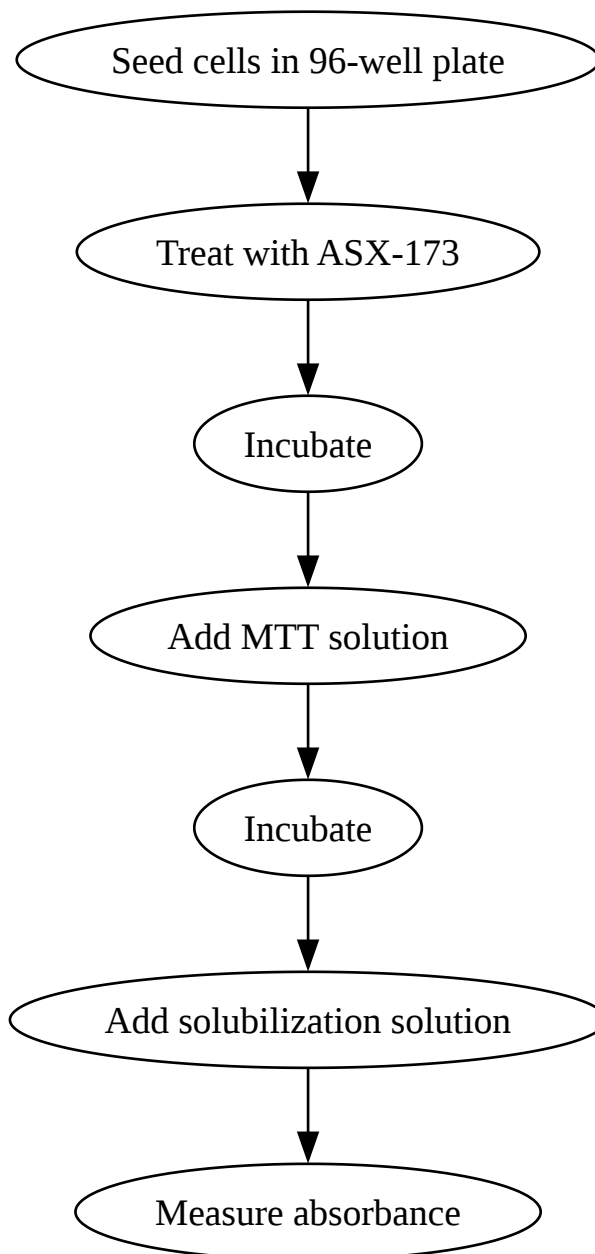 Seed cells in 96-well plate
Treat with ASX-173
Incubate
Add MTT solution
Incubate
Add solubilization solution
Measure absorbance